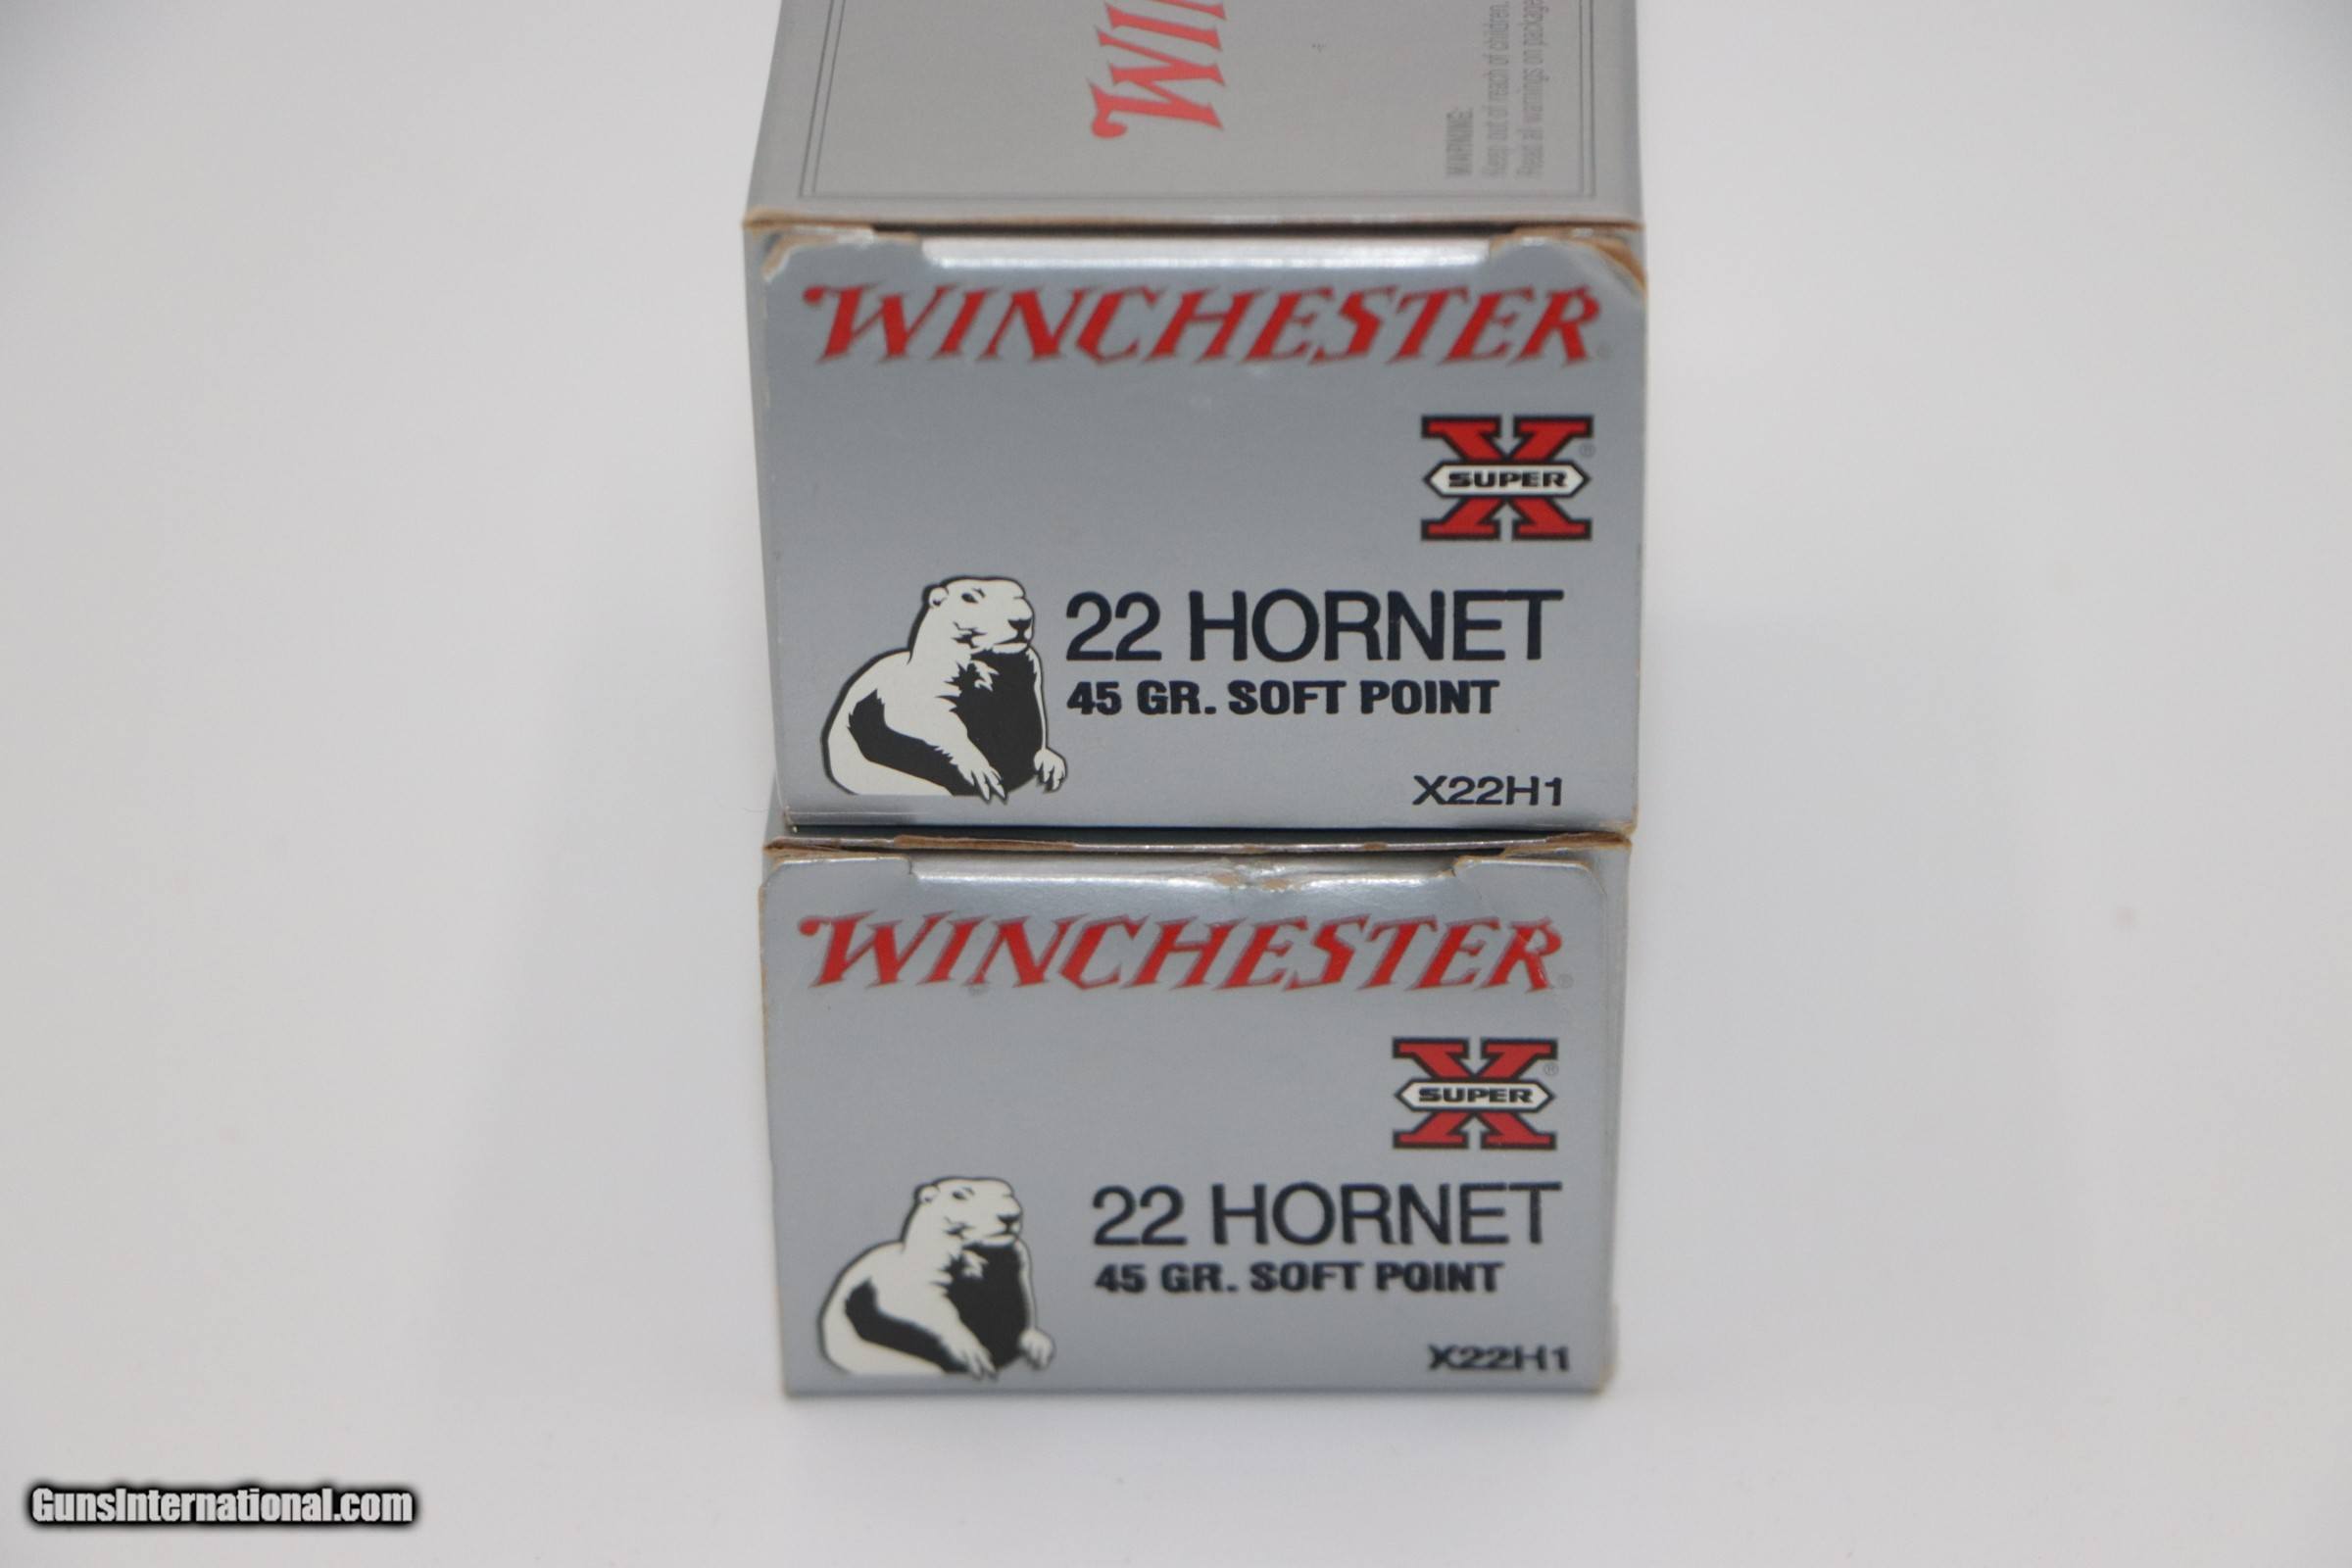 WIN
WARNING:
Keep out of reach of children.
Read all warnings on package
WINCHESTER
X
SUPER
®
22 HORNET
45 GR. SOFT POINT
X22H1
WINCHESTER®
X
SUPER
®
22 HORNET
45 GR. SOFT POINT
X22H1
GunsInternational.com